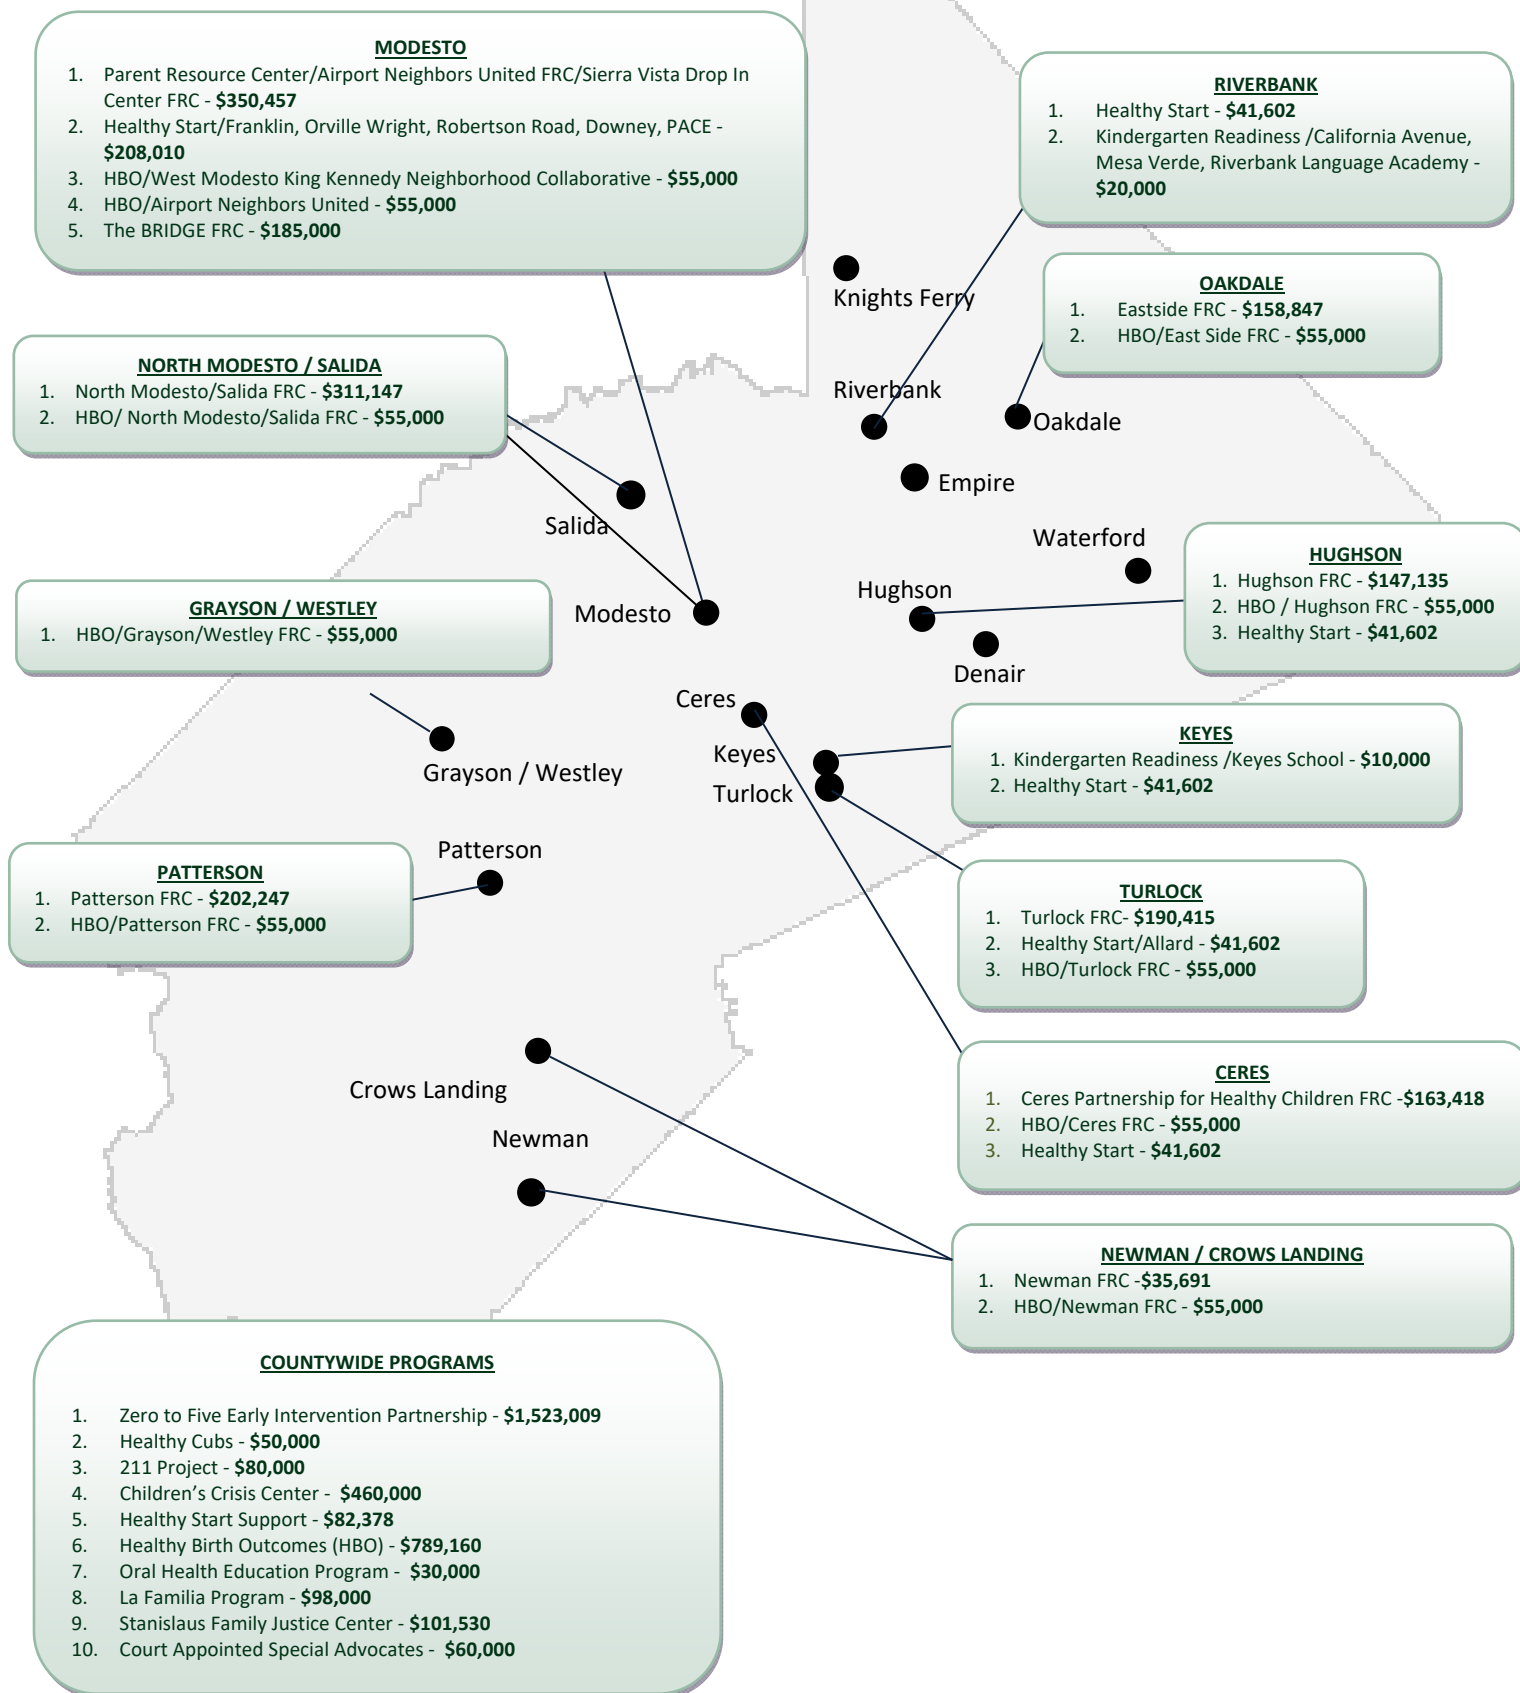 MODESTO
1. Parent Resource Center/Airport Neighbors United FRC/Sierra Vista Drop In
Center FRC - $350,457
2. Healthy Start/Franklin, Orville Wright, Robertson Road, Downey, PACE -
$208,010
3. HBO/West Modesto King Kennedy Neighborhood Collaborative - $55,000
4. HBO/Airport Neighbors United - $55,000
5. The BRIDGE FRC - $185,000
RIVERBANK
1. Healthy Start - $41,602
2. Kindergarten Readiness /California Avenue,
Mesa Verde, Riverbank Language Academy -
$20,000
Knights Ferry
OAKDALE
1. Eastside FRC - $158,847
2. HBO/East Side FRC - $55,000
NORTH MODESTO / SALIDA
1. North Modesto/Salida FRC - $311,147
2. HBO/ North Modesto/Salida FRC - $55,000
Riverbank
Oakdale
Empire
Salida
Waterford
HUGHSON
1. Hughson FRC - $147,135
2. HBO / Hughson FRC - $55,000
3. Healthy Start - $41,602
Hughson
Modesto
GRAYSON / WESTLEY
1. HBO/Grayson/Westley FRC - $55,000
Denair
Ceres
Keyes
Turlock
KEYES
1. Kindergarten Readiness /Keyes School - $10,000
2. Healthy Start - $41,602
Grayson / Westley
Patterson
PATTERSON
1. Patterson FRC - $202,247
2. HBO/Patterson FRC - $55,000
TURLOCK
1. Turlock FRC- $190,415
2. Healthy Start/Allard - $41,602
3. HBO/Turlock FRC - $55,000
Crows Landing
Newman
CERES
1. Ceres Partnership for Healthy Children FRC -$163,418
2. HBO/Ceres FRC - $55,000
3. Healthy Start - $41,602
NEWMAN / CROWS LANDING
1. Newman FRC -$35,691
2. HBO/Newman FRC - $55,000
COUNTYWIDE PROGRAMS
1. Zero to Five Early Intervention Partnership - $1,523,009
2. Healthy Cubs - $50,000
3. 211 Project - $80,000
4. Children’s Crisis Center - $460,000
5. Healthy Start Support - $82,378
6. Healthy Birth Outcomes (HBO) - $789,160
7. Oral Health Education Program - $30,000
8. La Familia Program - $98,000
9. Stanislaus Family Justice Center - $101,530
10. Court Appointed Special Advocates - $60,000